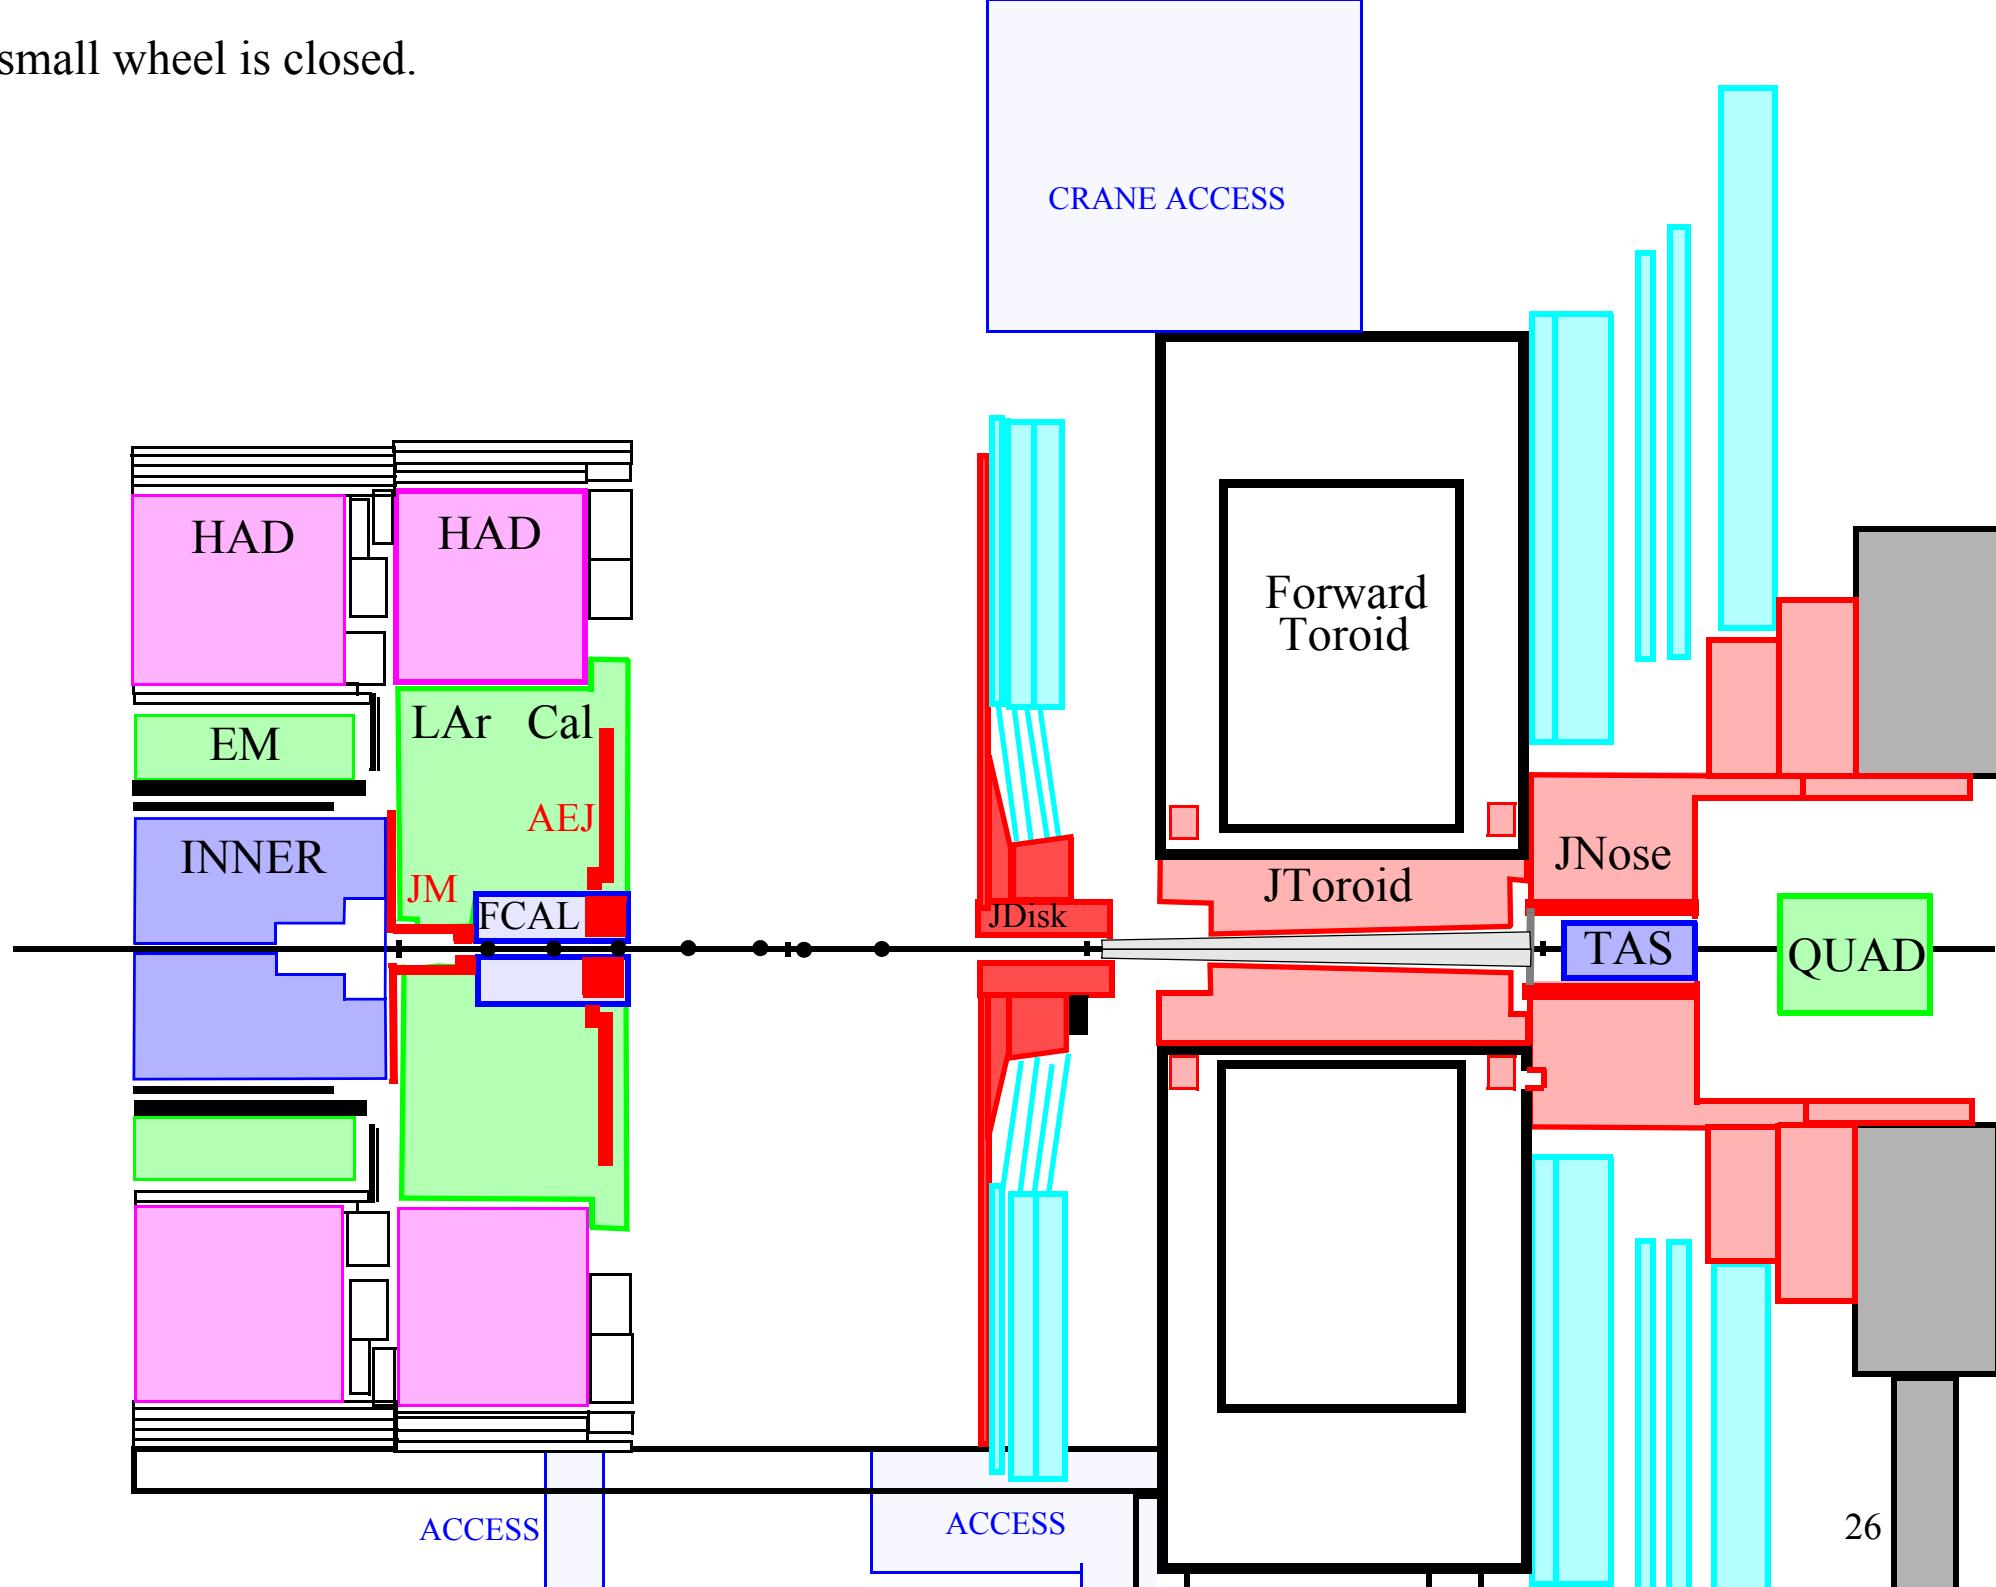 small wheel is closed.
CRANE ACCESS
HAD
HAD
Forward
Toroid
LAr Cal
EM
AEJ
INNER
JM
FCAL
JDisk
JToroid
JNose
TAS
QUAD
ACCESS
ACCESS
26